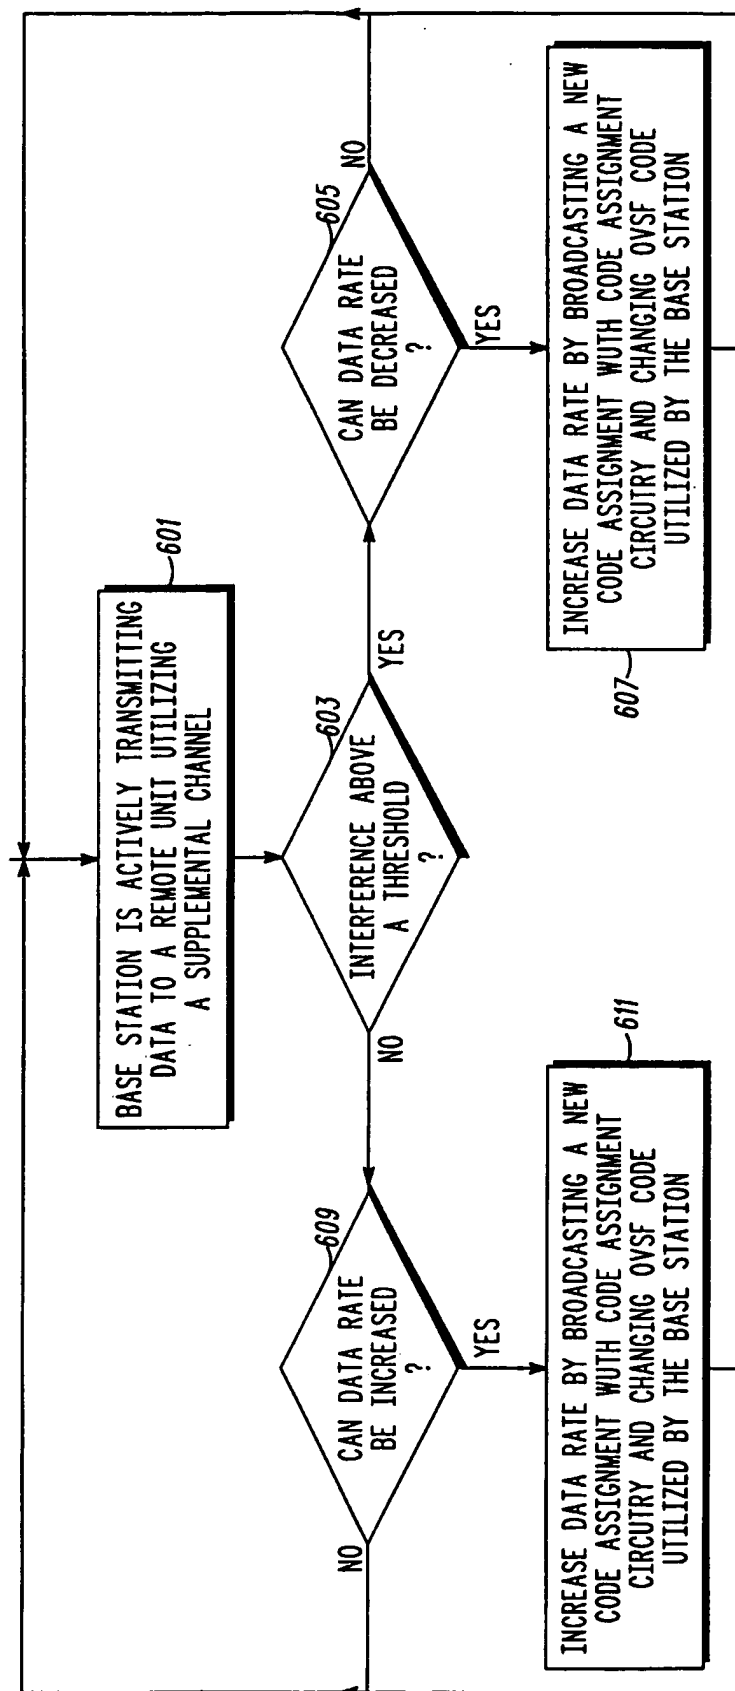 601
BASE STATION IS ACTIVELY TRANSMITTING
DATA TO A REMOTE UNIT UTILIZING
A SUPPLEMENTAL CHANNEL
603
INTERFERENCE ABOVE
A THRESHOLD
?
NO
YES
609
CAN DATA RATE
BE INCREASED
?
NO
YES
605
CAN DATA RATE
BE DECREASED
?
NO
YES
611
INCREASE DATA RATE BY BROADCASTING A NEW
CODE ASSIGNMENT WUTH CODE ASSIGNMENT
CIRCUTRY AND CHANGING OVSF CODE
UTILIZED BY THE BASE STATION
607
INCREASE DATA RATE BY BROADCASTING A NEW
CODE ASSIGNMENT WUTH CODE ASSIGNMENT
CIRCUTRY AND CHANGING OVSF CODE
UTILIZED BY THE BASE STATION